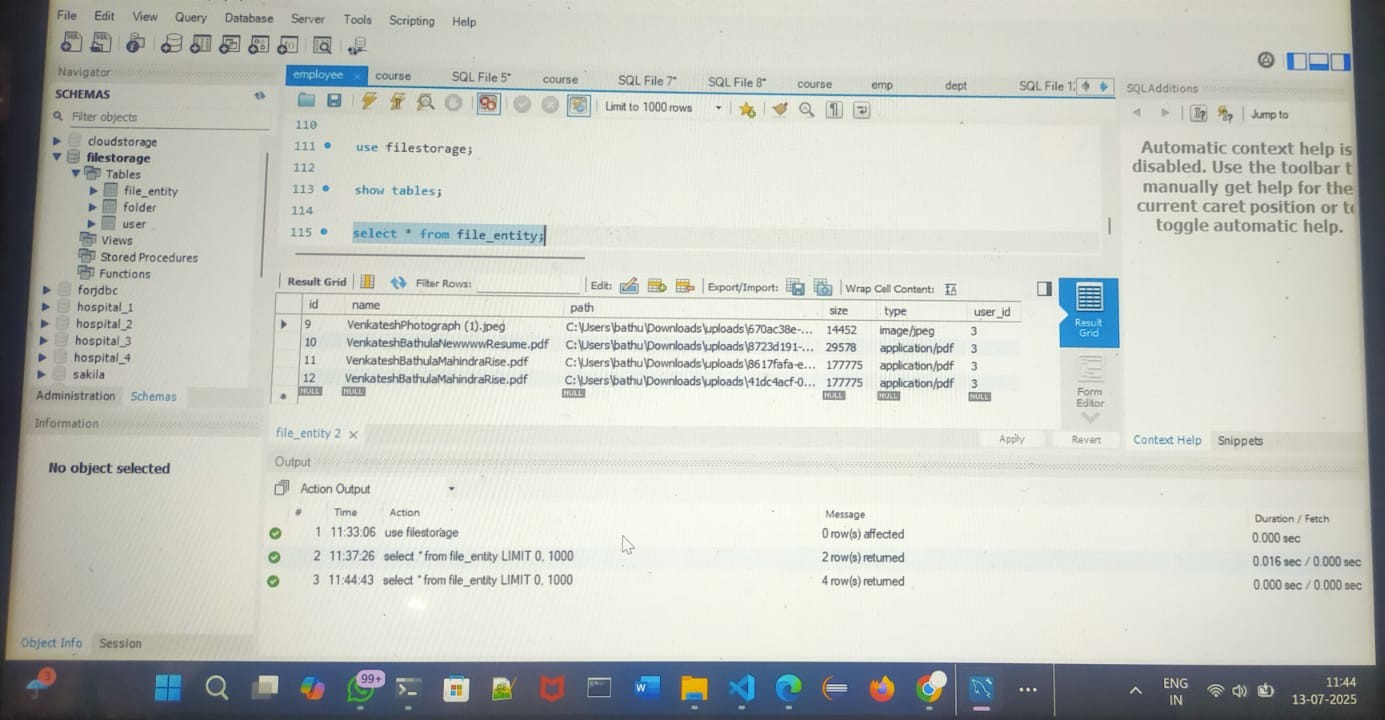 File Edit View Query Database Server Tools Scripting Help
Navigator
SCHEMAS
Filter objects
cloudstorage
filestorage
Tables
file_entity
folder
user
Views
Stored Procedures
Functions
forjdbc
hospital_1
hospital_2
hospital_3
hospital_4
sakila
Administration Schemas
Information
No object selected
Object Info Session
employee course SQL File 5* course SQL File 7* SQL File 8* course emp dept SQL File 1
Limit to 1000 rows
110
111 use filestorage;
112
113 show tables;
114
115 select * from file_entity;
Result Grid Filter Rows: Edit: Export/Import: Wrap Cell Content:
id name path size type user_id
9 VenkateshPhotograph (1).jpeg C:\Users\bathu\Downloads\uploads\670ac38e-... 14452 image/jpeg 3
10 VenkateshBathulaNewwwwResume.pdf C:\Users\bathu\Downloads\uploads\8723d191-... 29578 application/pdf 3
11 VenkateshBathulaMahindraRise.pdf C:\Users\bathu\Downloads\uploads\8617fafa-e... 177775 application/pdf 3
12 VenkateshBathulaMahindraRise.pdf C:\Users\bathu\Downloads\uploads\41dc4acf-0... 177775 application/pdf 3
NULL NULL NULL NULL NULL NULL
Result
Grid
Form
Editor
file_entity 2 Apply Revert
Output
Action Output
# Time Action Message Duration / Fetch
1 11:33:06 use filestorage 0 row(s) affected 0.000 sec
2 11:37:26 select * from file_entity LIMIT 0, 1000 2 row(s) returned 0.016 sec / 0.000 sec
3 11:44:43 select * from file_entity LIMIT 0, 1000 4 row(s) returned 0.000 sec / 0.000 sec
SQLAdditions
Jump to
Automatic context help is
disabled. Use the toolbar t
manually get help for the
current caret position or t
toggle automatic help.
Context Help Snippets
3
99+
ENG
IN
11:44
13-07-2025